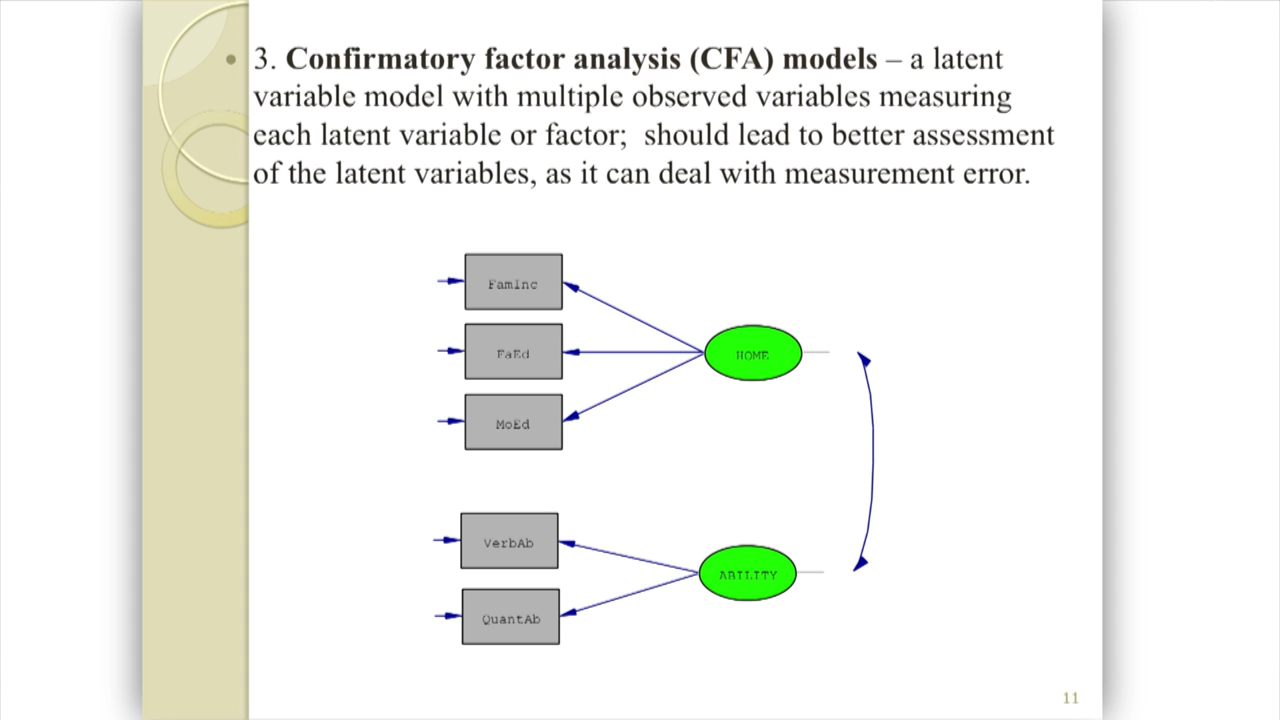 • 3. Confirmatory factor analysis (CFA) models – a latent
variable model with multiple observed variables measuring
each latent variable or factor;  should lead to better assessment
of the latent variables, as it can deal with measurement error.
FamInc
FaEd
HOME
MoEd
VerbAb
ABILITY
QuantAb
11